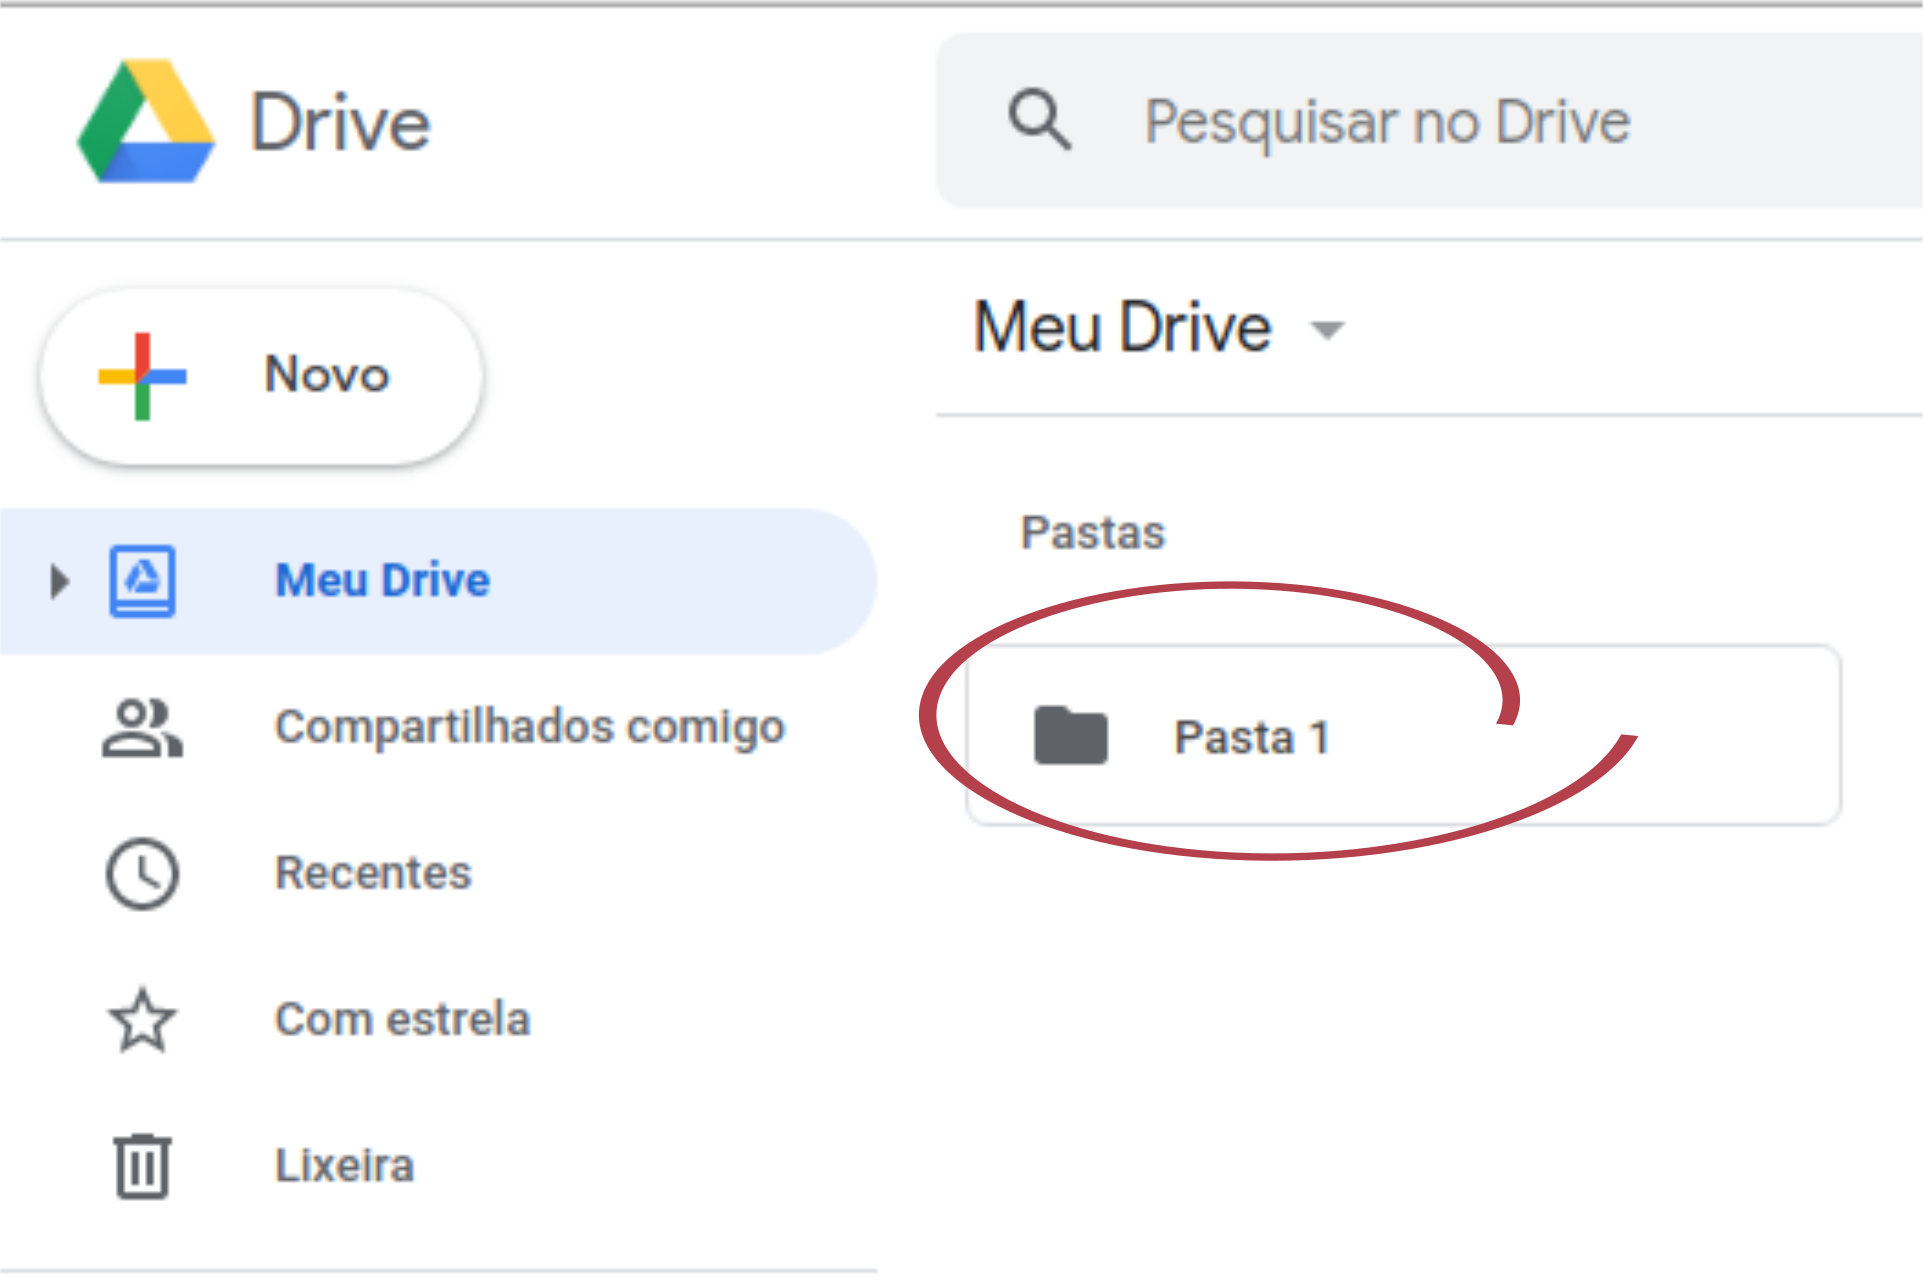 Drive
Pesquisar no Drive
Novo
Meu Drive
Meu Drive
Compartilhados comigo
Recentes
Com estrela
Lixeira
Pastas
Pasta 1